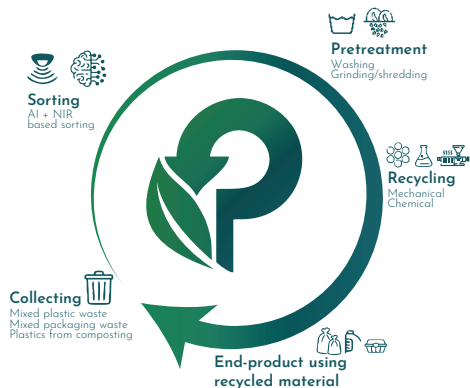 Pretreatment
Washing
Grinding/shredding
Sorting
AI + NIR
based sorting
Recycling
Mechanical
Chemical
Collecting
Mixed plastic waste
Mixed packaging waste
Plastics from composting
End-product using
recycled material